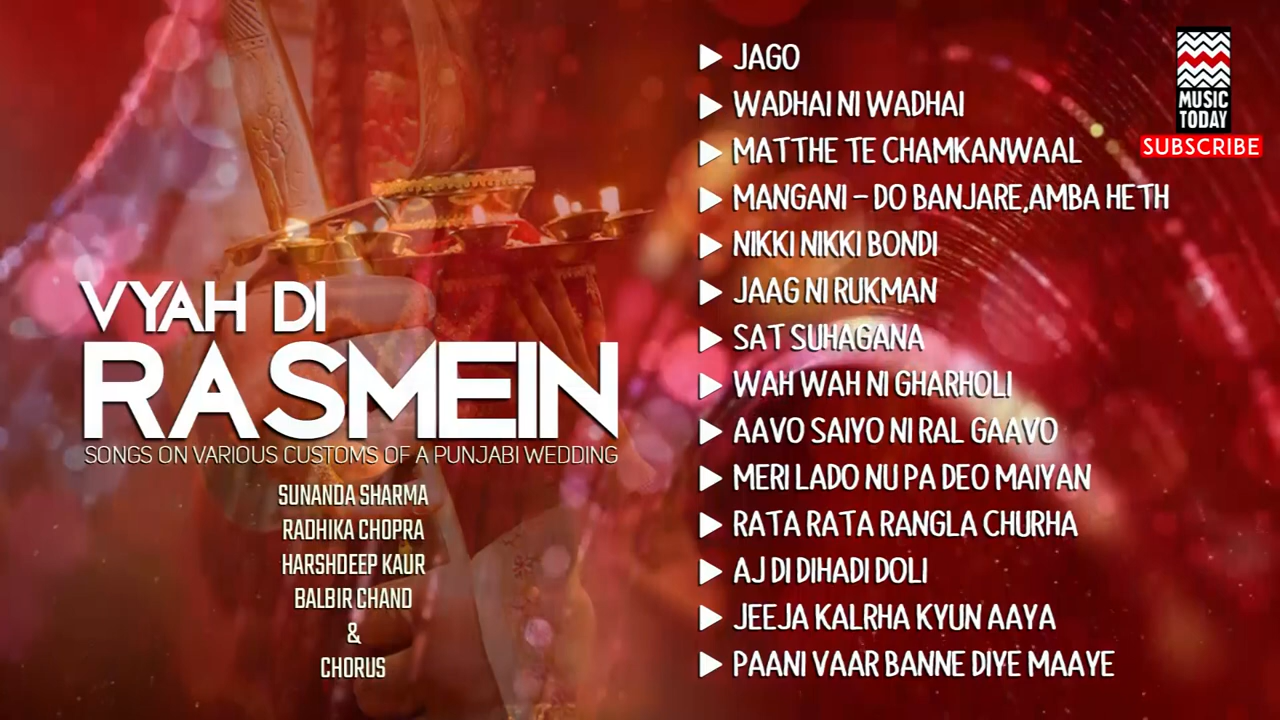 VYAH DI
RASMEIN
SONGS ON VARIOUS CUSTOMS OF A PUNJABI WEDDING
SUNANDA SHARMA
RADHIKA CHOPRA
HARSHDEEP KAUR
BALBIR CHAND
&
CHORUS
JAGO
WADHAI NI WADHAI
MATTHE TE CHAMKANWAAL
MANGANI – DO BANJARE,AMBA HETH
NIKKI NIKKI BONDI
JAAG NI RUKMAN
SAT SUHAGANA
WAH WAH NI GHARHOLI
AAVO SAIYO NI RAL GAAVO
MERI LADO NU PA DEO MAIYAN
RATA RATA RANGLA CHURHA
AJ DI DIHADI DOLI
JEEJA KALRHA KYUN AAYA
PAANI VAAR BANNE DIYE MAAYE
MUSIC
TODAY
SUBSCRIBE